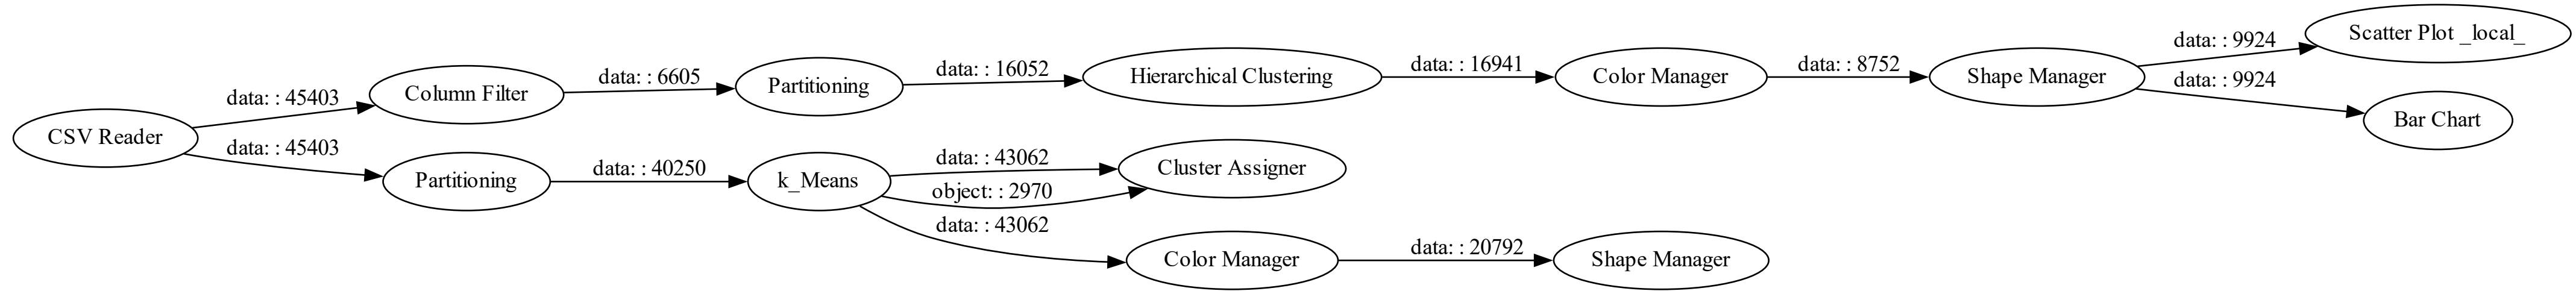 CSV Reader
data: : 45403
data: : 45403
Column Filter
data: : 6605
Partitioning
data: : 16052
Hierarchical Clustering
data: : 16941
Color Manager
data: : 8752
Shape Manager
data: : 9924
Scatter Plot _local_
data: : 9924
Bar Chart
Partitioning
data: : 40250
k_Means
data: : 43062
Cluster Assigner
object: : 2970
data: : 43062
Color Manager
data: : 20792
Shape Manager